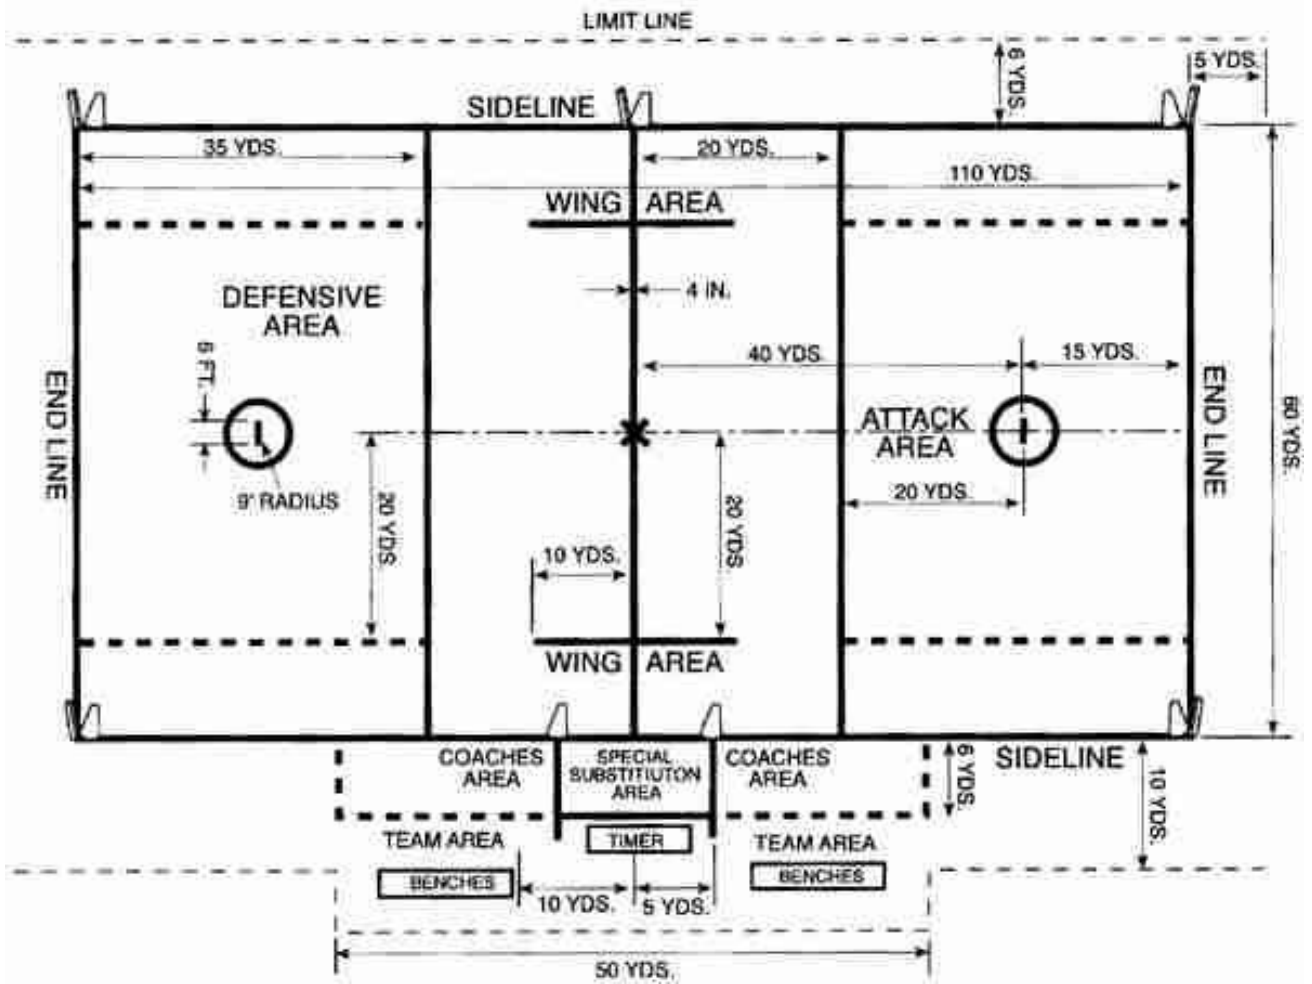 LIMIT LINE
6 YDS.
5 YDS.
SIDELINE
35 YDS.
20 YDS.
110 YDS.
WING AREA
4 IN.
DEFENSIVE
AREA
6 FT.
40 YDS.
15 YDS.
END LINE
ATTACK
AREA
END LINE
60 YDS.
9' RADIUS
20 YDS
20 YDS.
20 YDS.
10 YDS.
WING AREA
COACHES
AREA
SPECIAL
SUBSTITIUTON
AREA
COACHES
AREA
6 YDS.
SIDELINE
10 YDS.
TEAM AREA
TIMER
TEAM AREA
BENCHES
BENCHES
10 YDS.
5 YDS.
50 YDS.